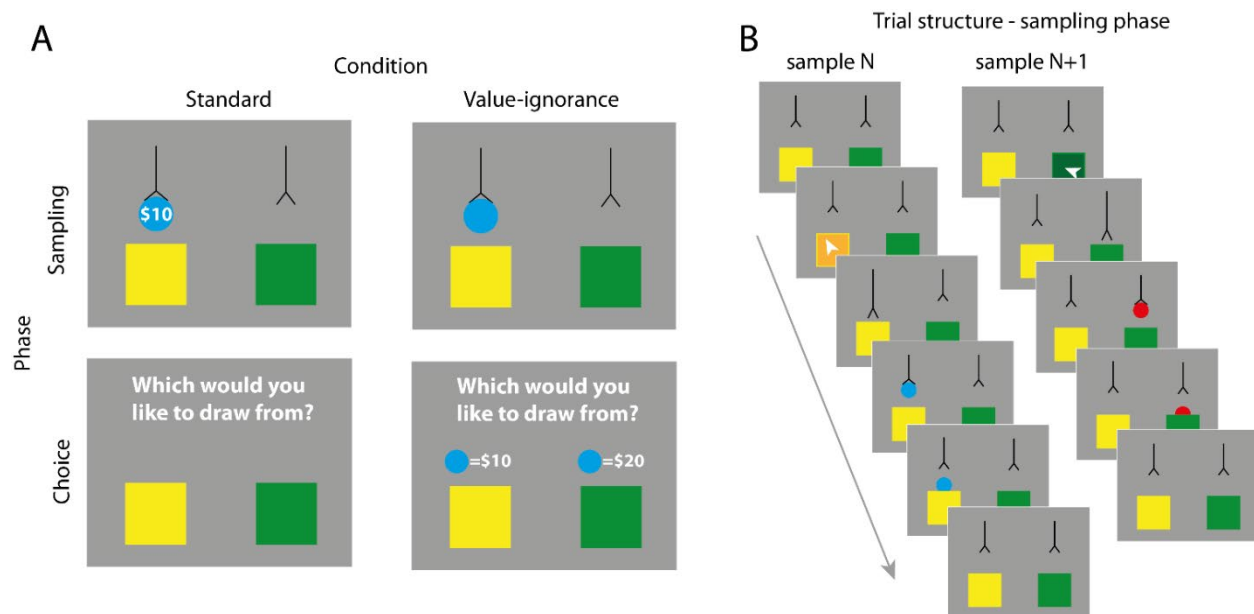 A
Condition
Standard
Value-ignorance
Phase
Sampling
$10
Choice
Which would you
like to draw from?
Which would you
like to draw from?
=$10
=$20
B
Trial structure - sampling phase
sample N
sample N+1